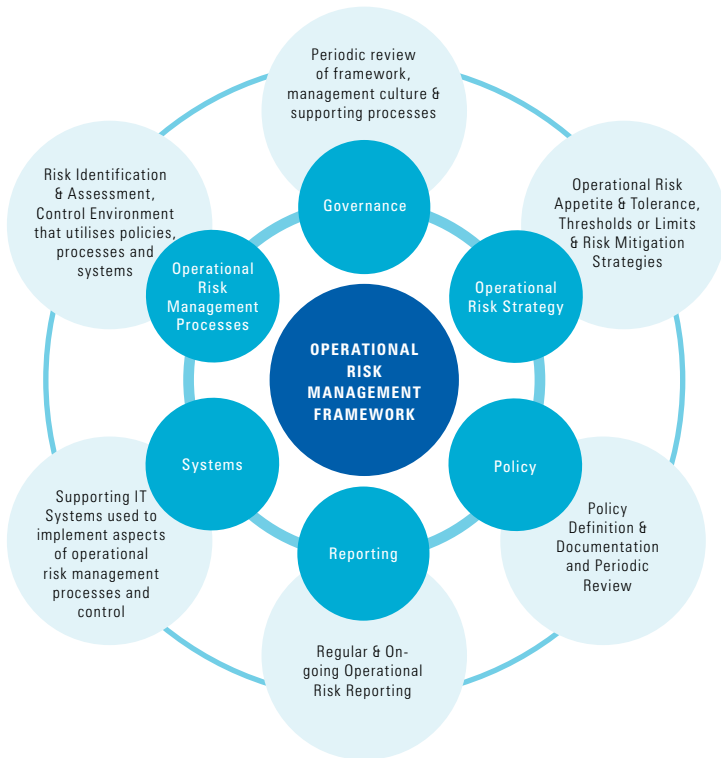 Periodic review
of framework,
management culture &
supporting processes
Governance
Operational Risk
Appetite & Tolerance,
Thresholds or Limits
& Risk Mitigation
Strategies
Operational
Risk Strategy
Policy
Policy
Definition &
Documentation
and Periodic
Review
Reporting
Regular & On-
going Operational
Risk Reporting
Systems
Supporting IT
Systems used to
implement aspects
of operational
risk management
processes and
control
Operational
Risk
Management
Processes
Risk Identification
& Assessment,
Control Environment
that utilises policies,
processes and
systems
OPERATIONAL
RISK
MANAGEMENT
FRAMEWORK